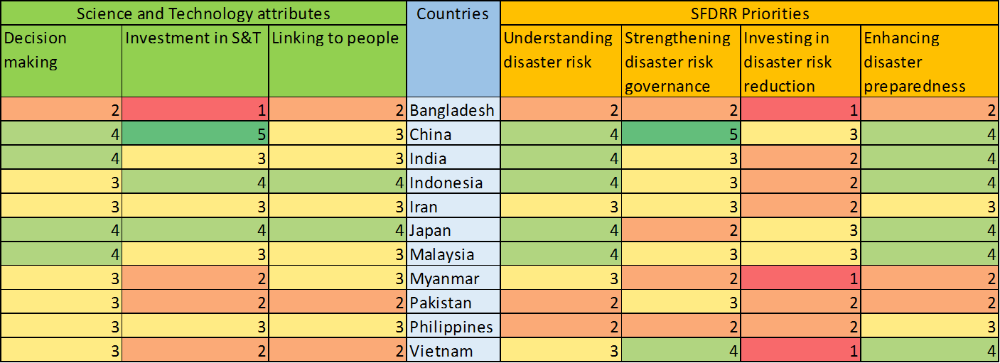 Science and Technology attributes Countries SFDRR Priorities
Decision making Investment in S&T Linking to people Understanding disaster risk Strengthening disaster risk governance Investing in disaster risk reduction Enhancing disaster preparedness
2 1 2 Bangladesh 2 2 1 2
4 5 3 China 4 5 3 4
4 3 3 India 4 3 2 4
3 4 4 Indonesia 4 3 2 4
3 3 3 Iran 3 3 2 3
4 4 4 Japan 4 2 3 4
4 3 3 Malaysia 4 3 3 4
3 2 3 Myanmar 3 2 1 2
3 2 2 Pakistan 2 3 2 2
3 3 3 Philippines 2 2 2 3
3 2 2 Vietnam 3 4 1 4